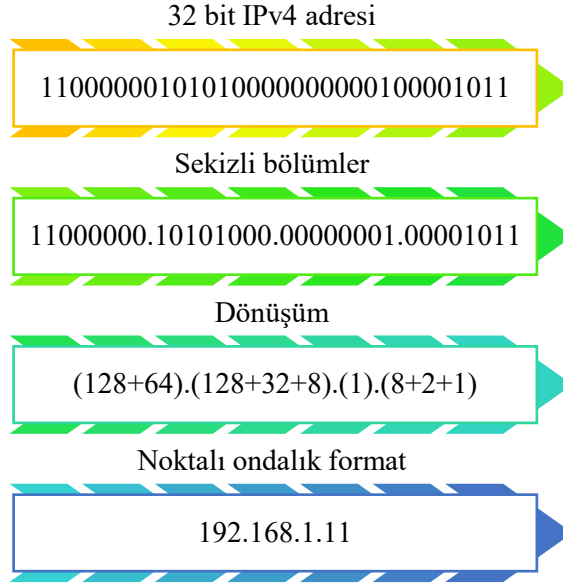 32 bit IPv4 adresi
11000000101010000000000100001011
Sekizli bölümler
11000000.10101000.00000001.00001011
Dönüşüm
(128+64).(128+32+8).(1).(8+2+1)
Noktalı ondalık format
192.168.1.11